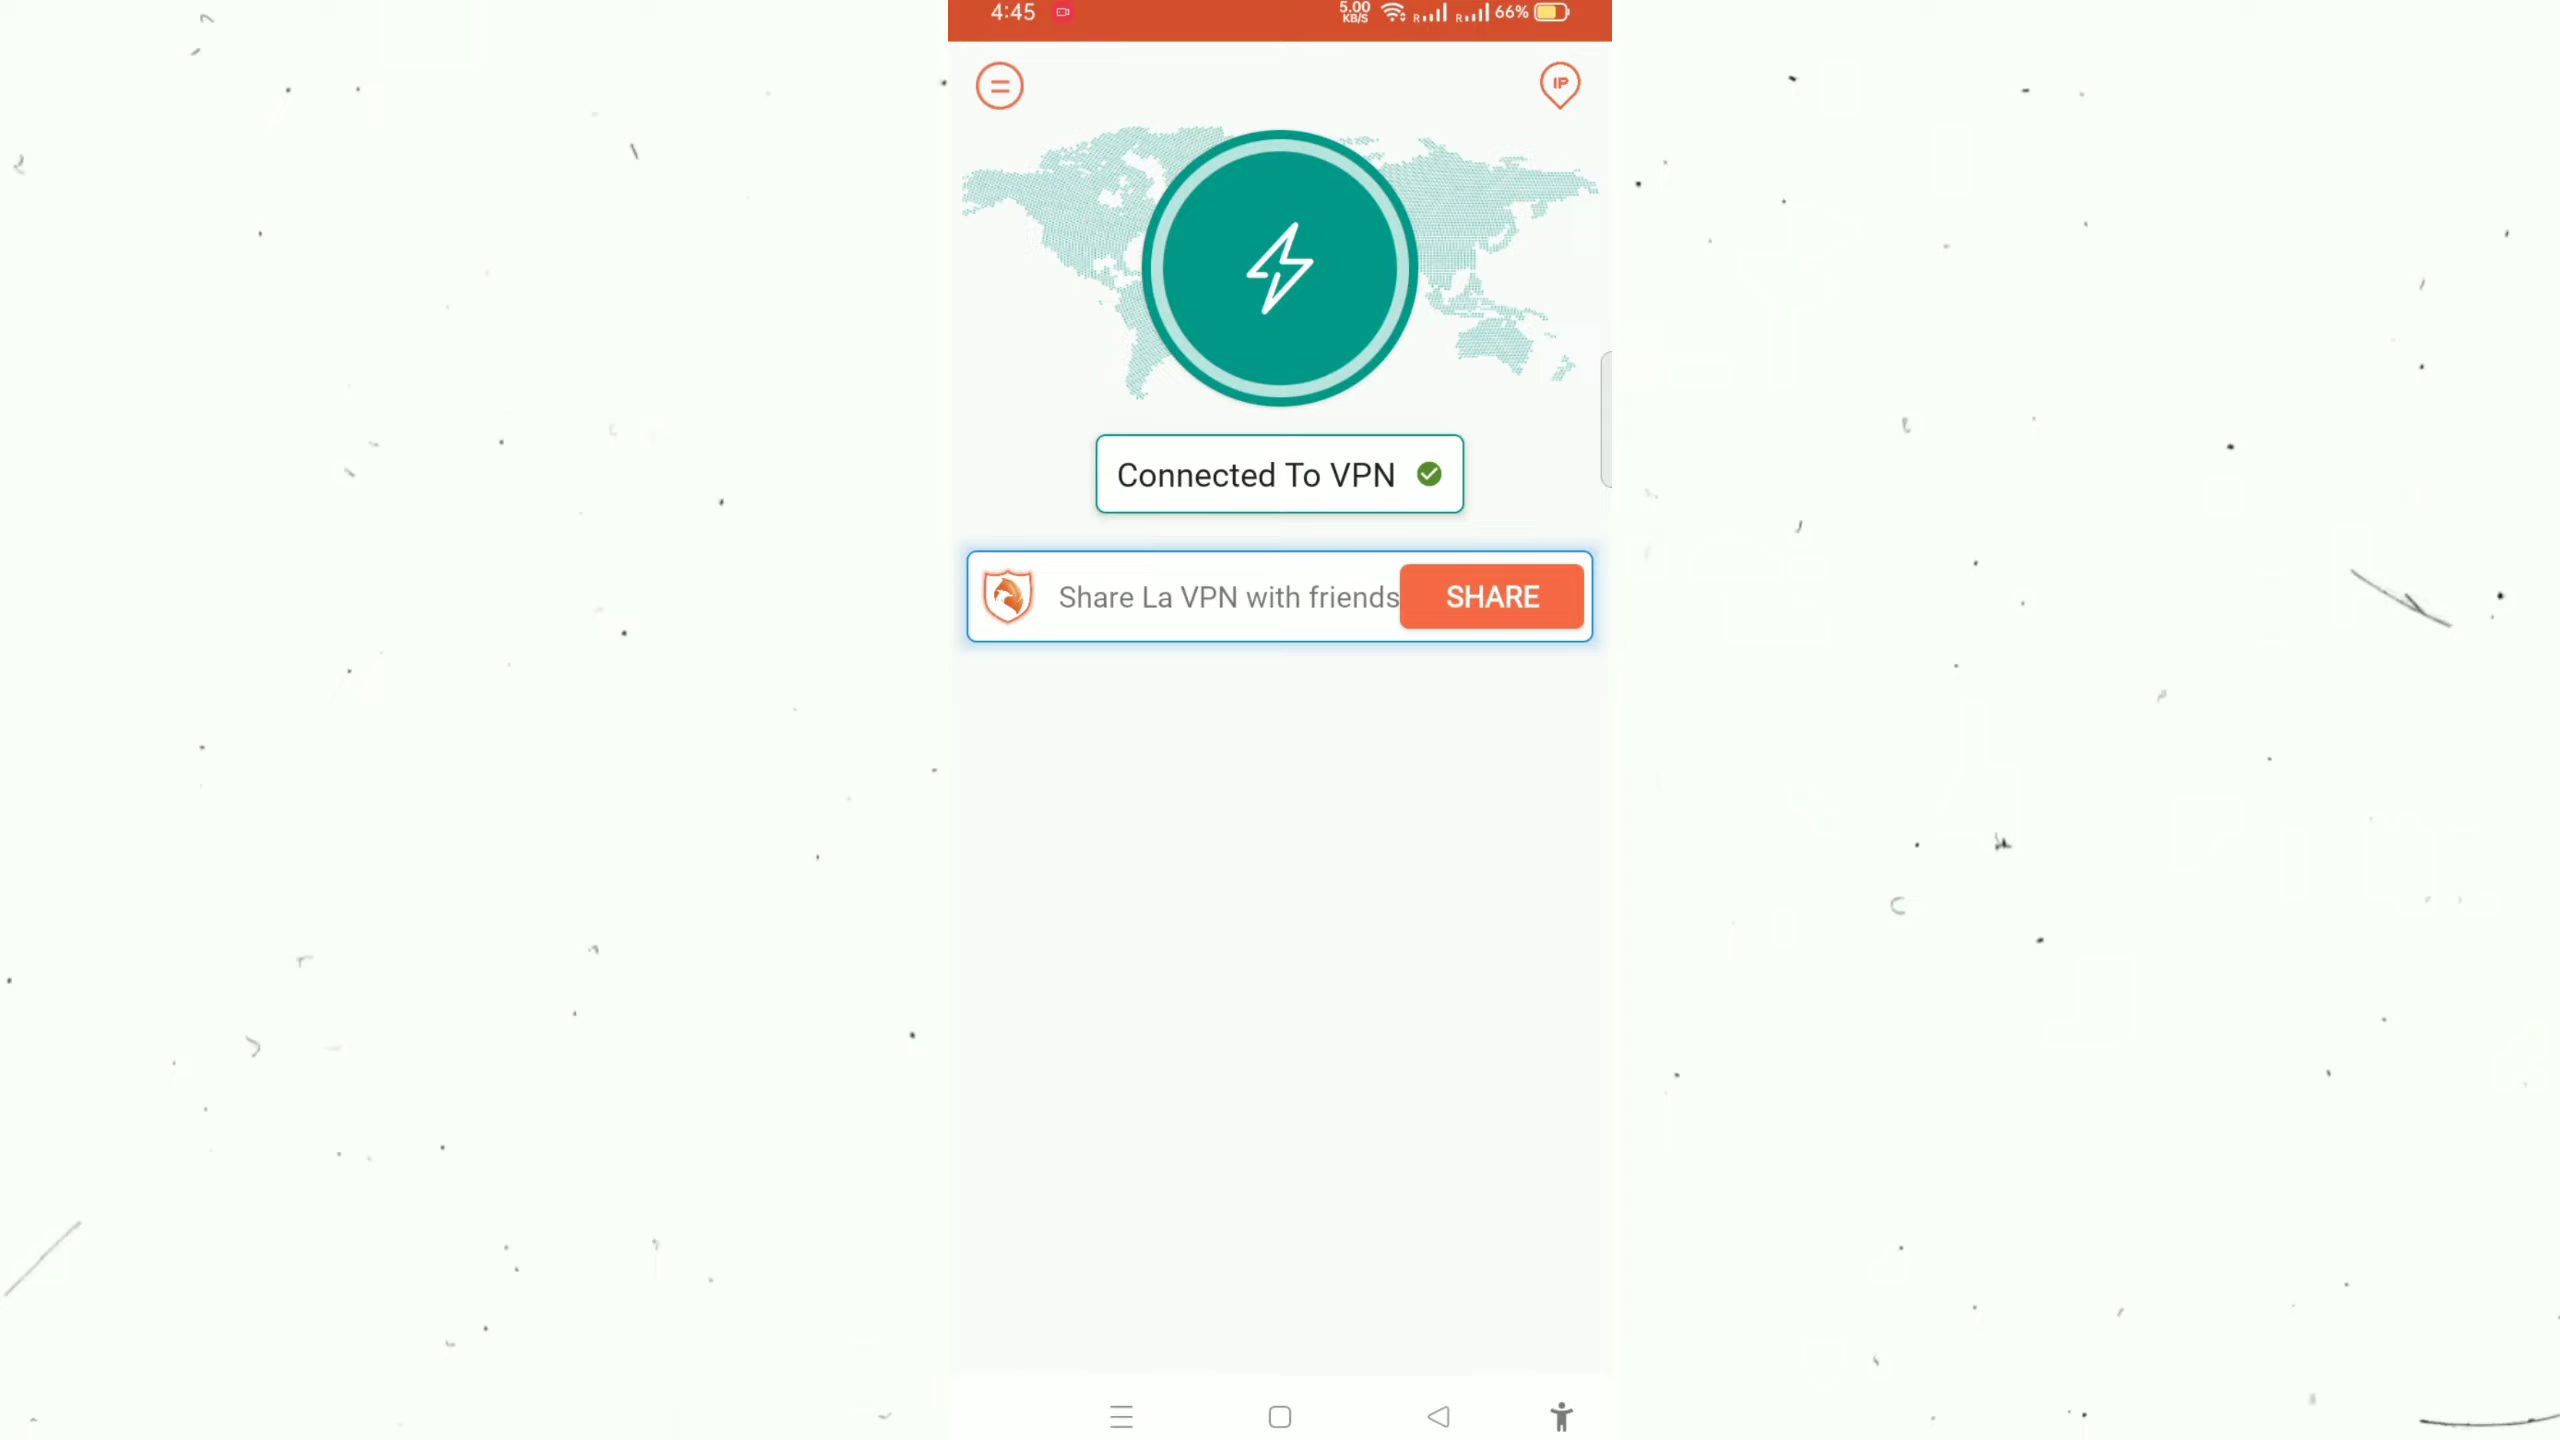 4:45
5.00 KB/S R R 66%
IP
Connected To VPN
Share La VPN with friends SHARE